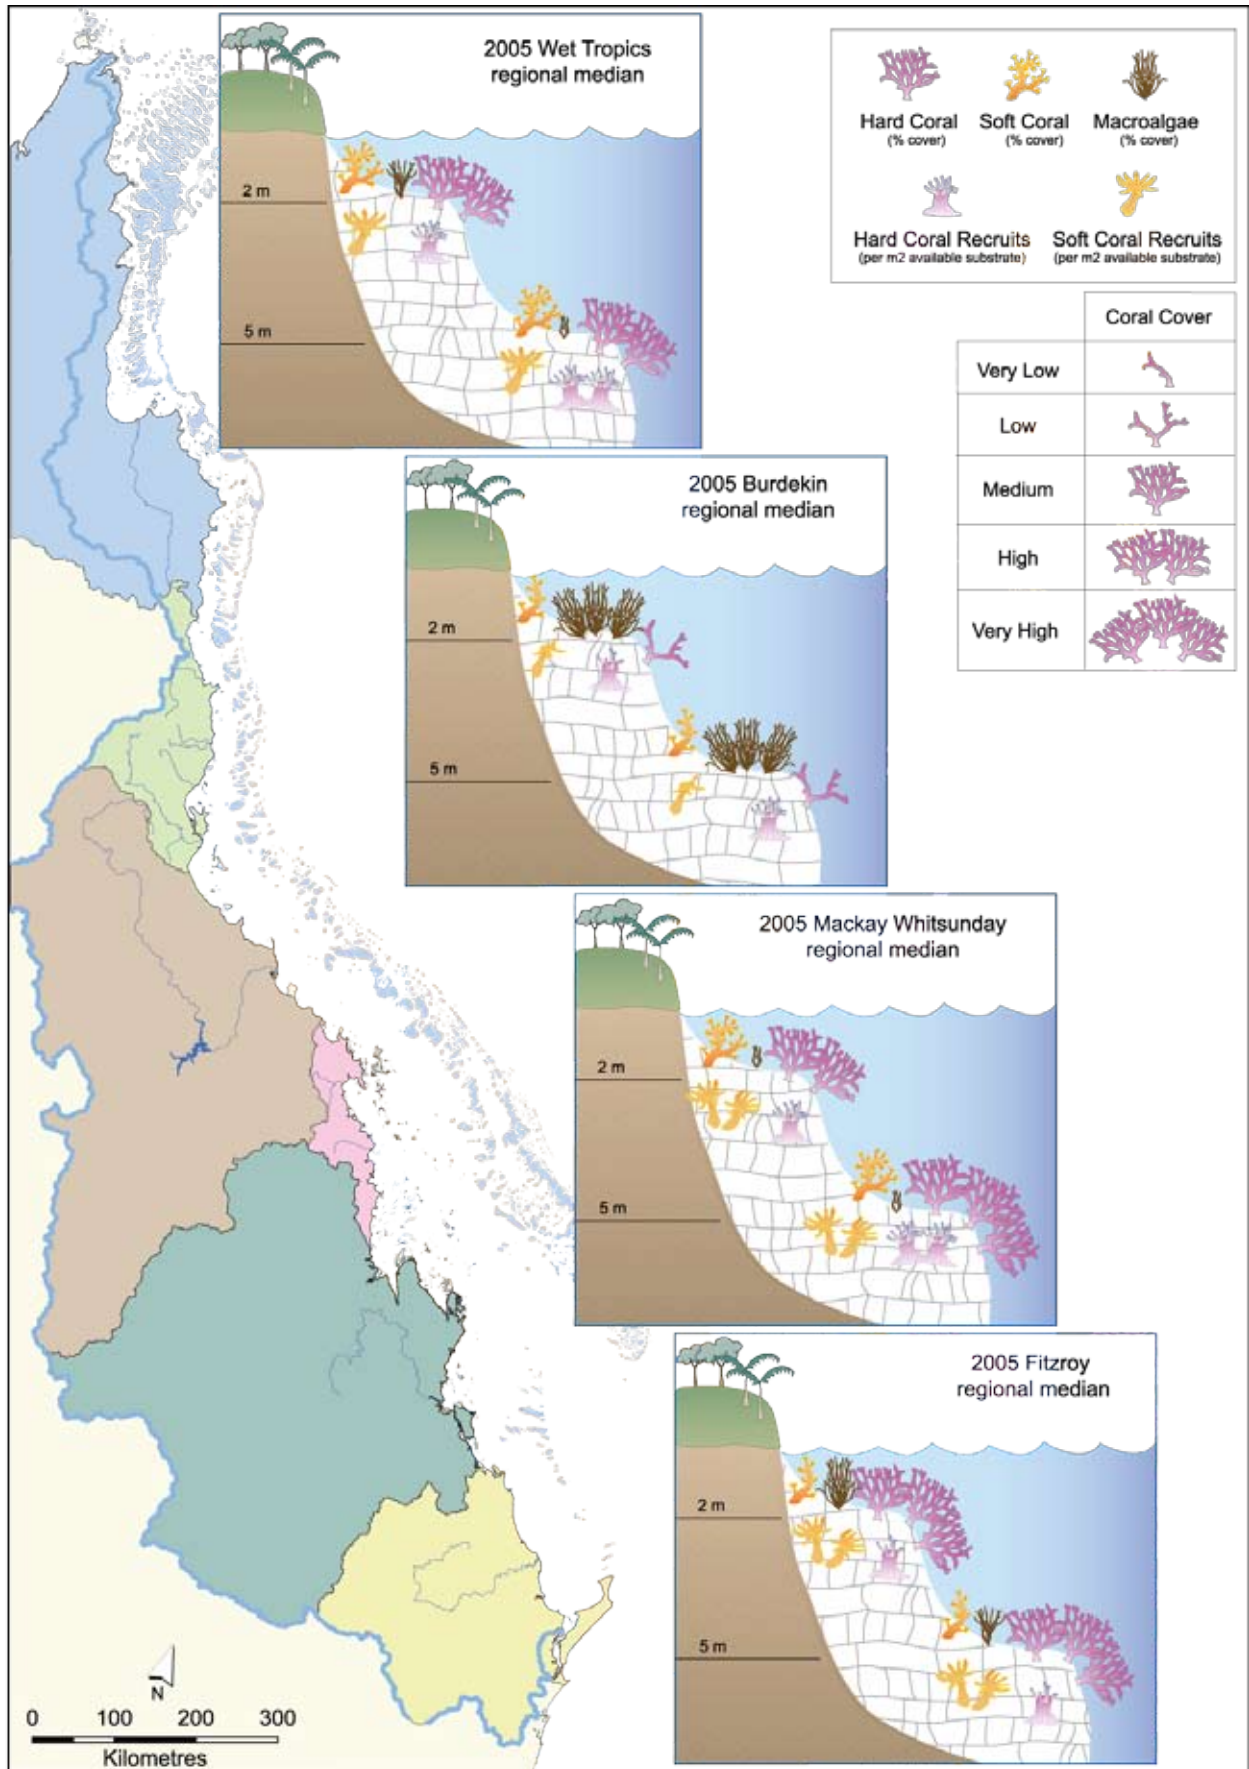 2005 Wet Tropics
regional median
2 m
5 m
Hard Coral
(% cover)
Soft Coral
(% cover)
Macroalgae
(% cover)
Hard Coral Recruits
(per m2 available substrate)
Soft Coral Recruits
(per m2 available substrate)
Coral Cover
Very Low
Low
Medium
High
Very High
2005 Burdekin
regional median
2 m
5 m
2005 Mackay Whitsunday
regional median
2 m
5 m
2005 Fitzroy
regional median
2 m
5 m
N
0 100 200 300
Kilometres